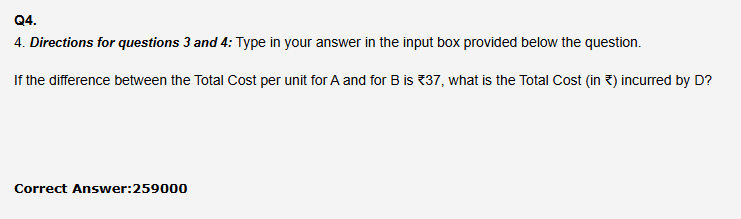 Q4.
4. Directions for questions 3 and 4: Type in your answer in the input box provided below the question.
If the difference between the Total Cost per unit for A and for B is ₹37, what is the Total Cost (in ₹) incurred by D?
Correct Answer:259000